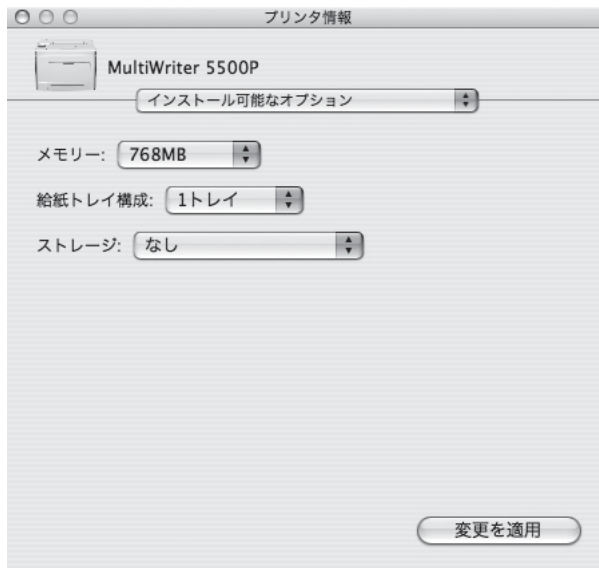 プリンタ情報
MultiWriter 5500P
インストール可能なオプション
メモリー: 768MB
給紙トレイ構成: 1トレイ
ストレージ: なし
変更を適用